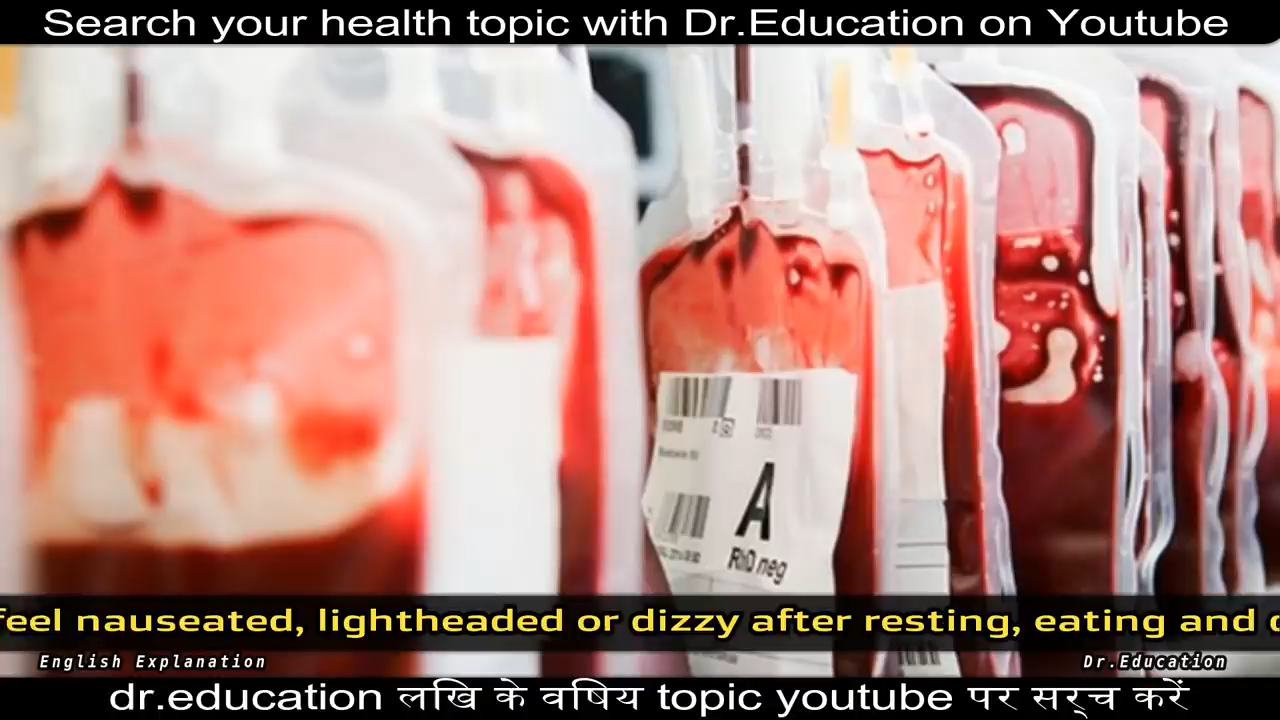 Search your health topic with Dr.Education on Youtube
A
RhD neg
feel nauseated, lightheaded or dizzy after resting, eating and
English Explanation
Dr.Education
dr.education लखि के वषिय topic youtube पर सर्च करें